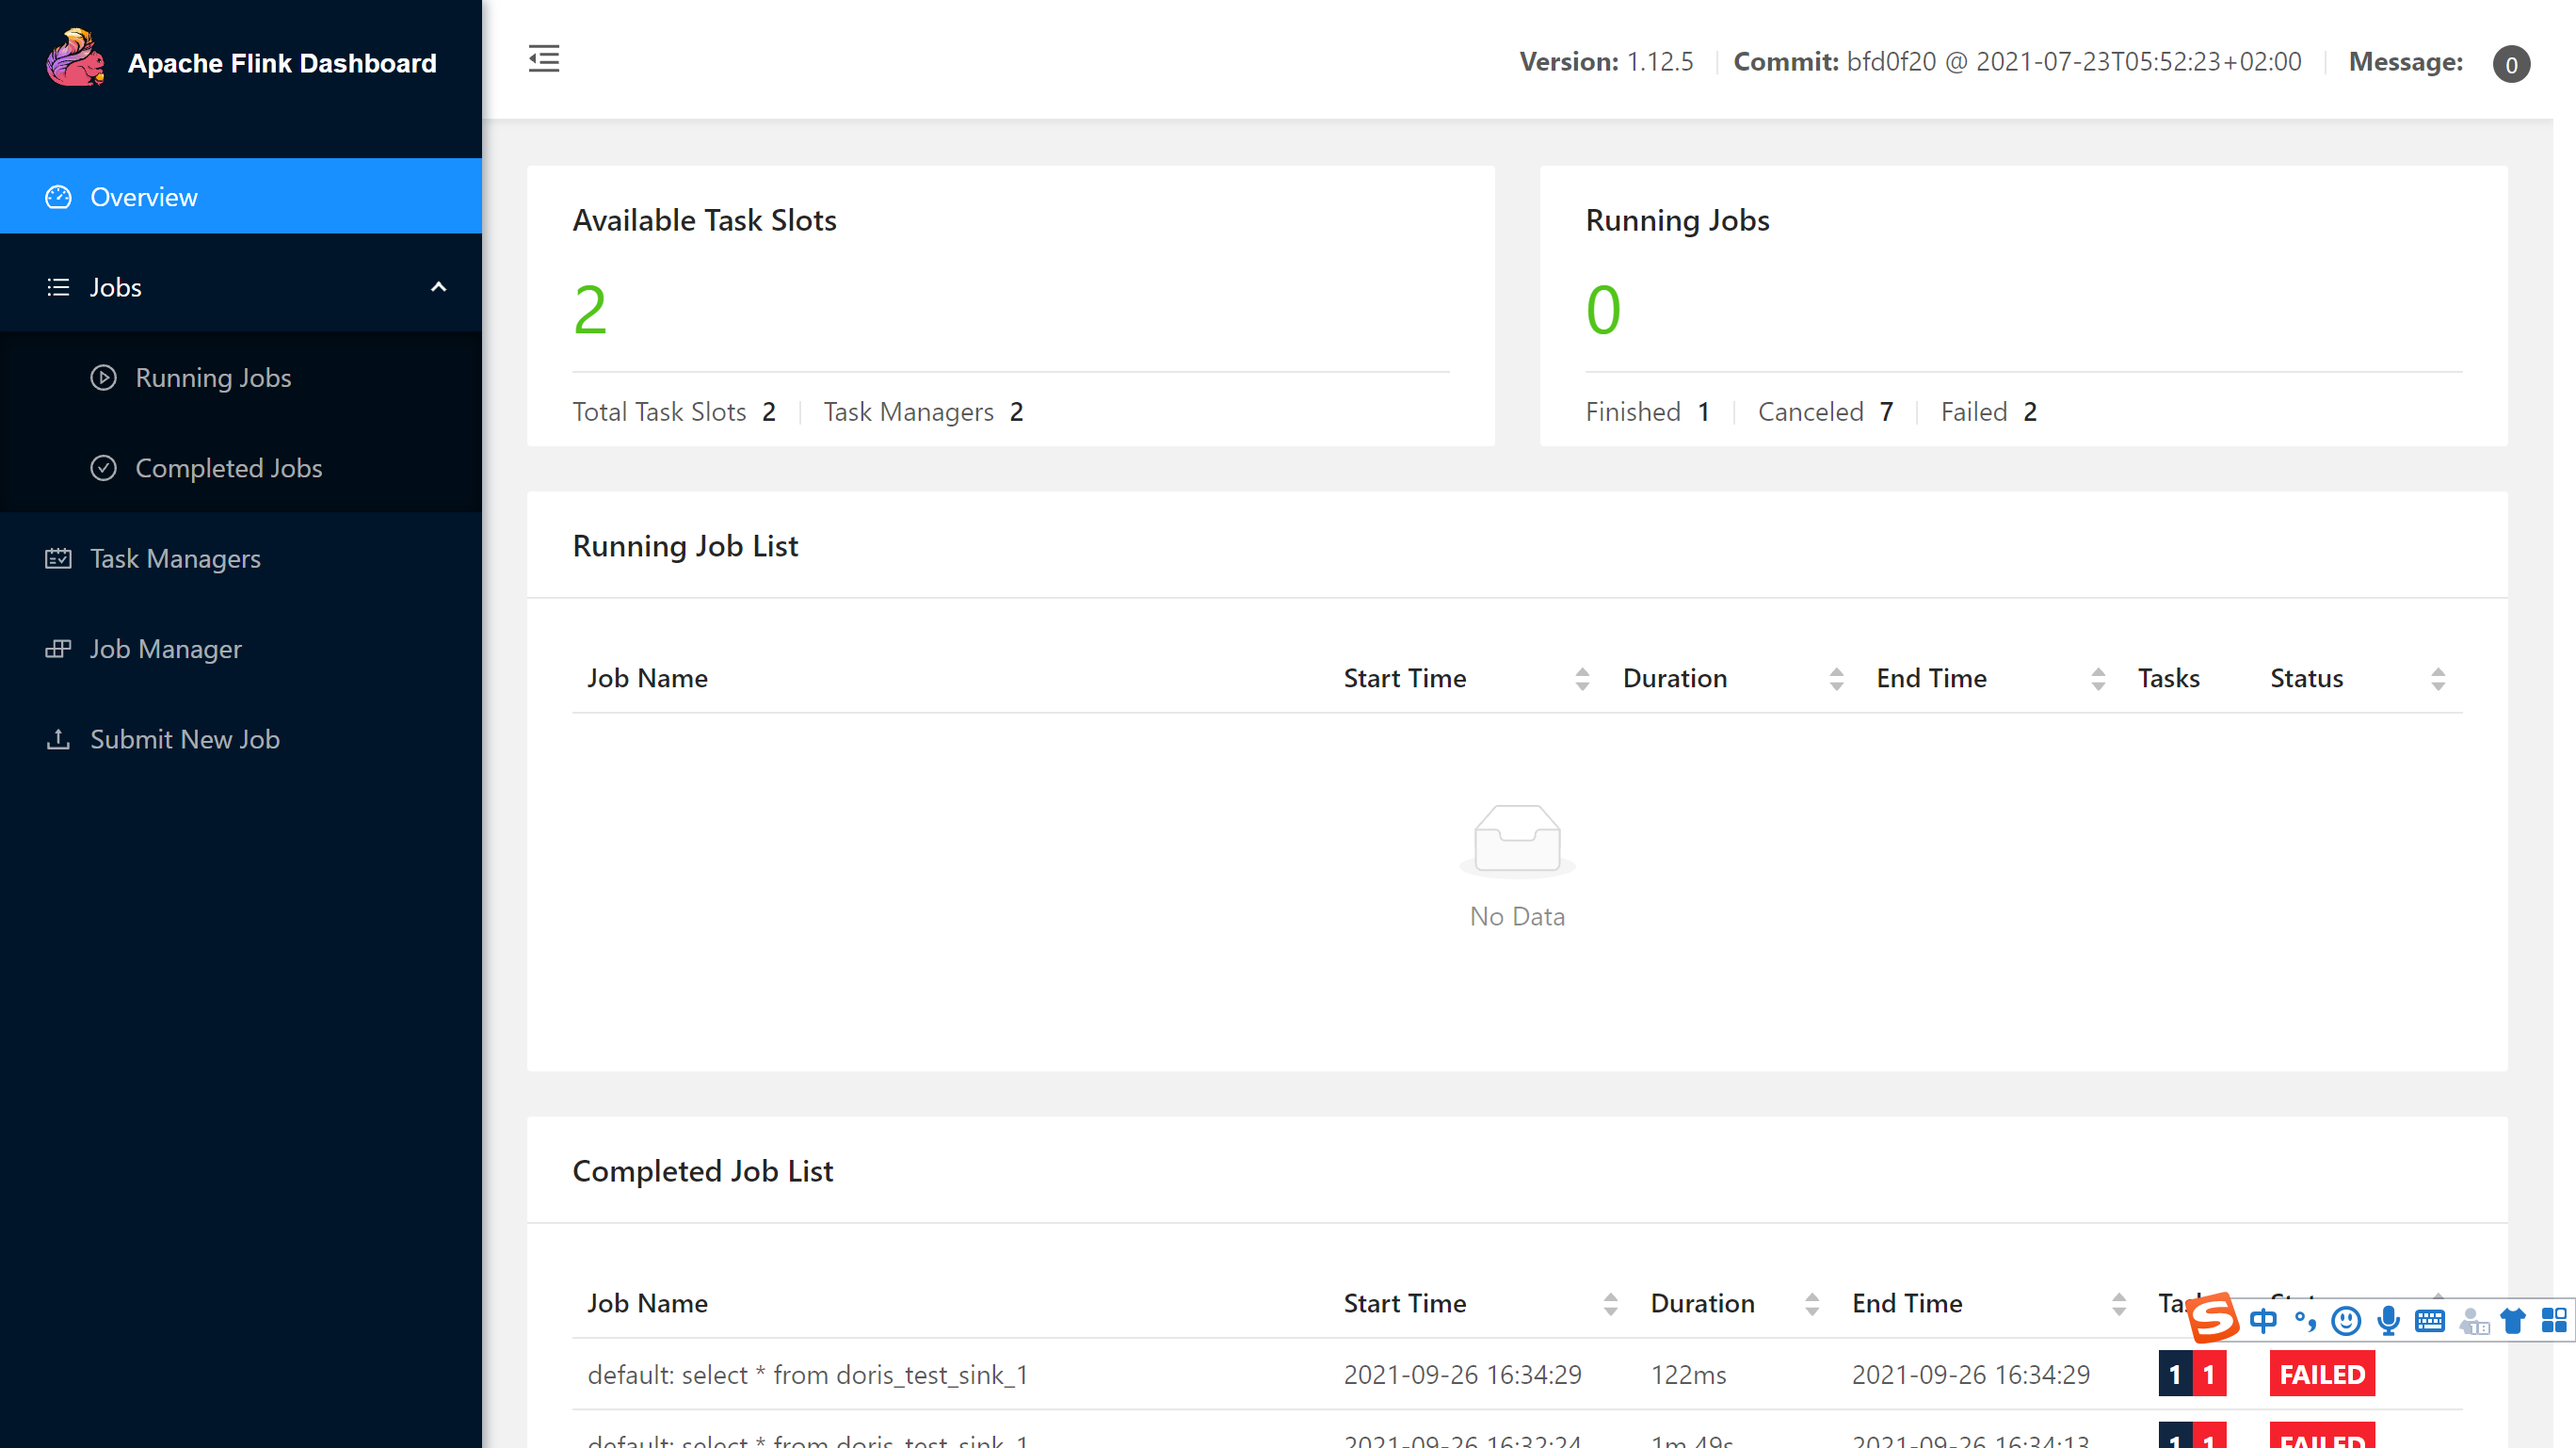 Apache Flink Dashboard
Version: 1.12.5 Commit: bfd0f20 @ 2021-07-23T05:52:23+02:00 Message: 0
Overview
Jobs
Running Jobs
Completed Jobs
Task Managers
Job Manager
Submit New Job
Available Task Slots
2
Total Task Slots 2 Task Managers 2
Running Jobs
0
Finished 1 Canceled 7 Failed 2
Running Job List
Job Name Start Time Duration End Time Tasks Status
No Data
Completed Job List
Job Name Start Time Duration End Time
中
default: select * from doris_test_sink_1 2021-09-26 16:34:29 122ms 2021-09-26 16:34:29 1 1 FAILED
default: select * from doris_test_sink_1 2021-09-26 16:32:24 1m 49s 2021-09-26 16:34:13 1 1 FAILED